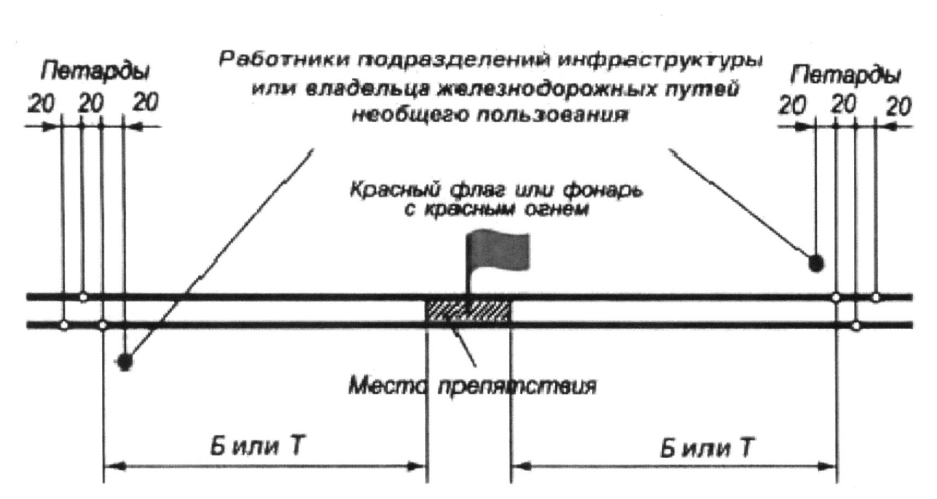 Работники подразделений инфраструктуры
или владельца железнодорожных путей
необщего пользования
Петарды
20 20 20
Петарды
20 20 20
Красный флаг или фонарь
с красным огнем
Место препятствия
Б или Т
Б или Т